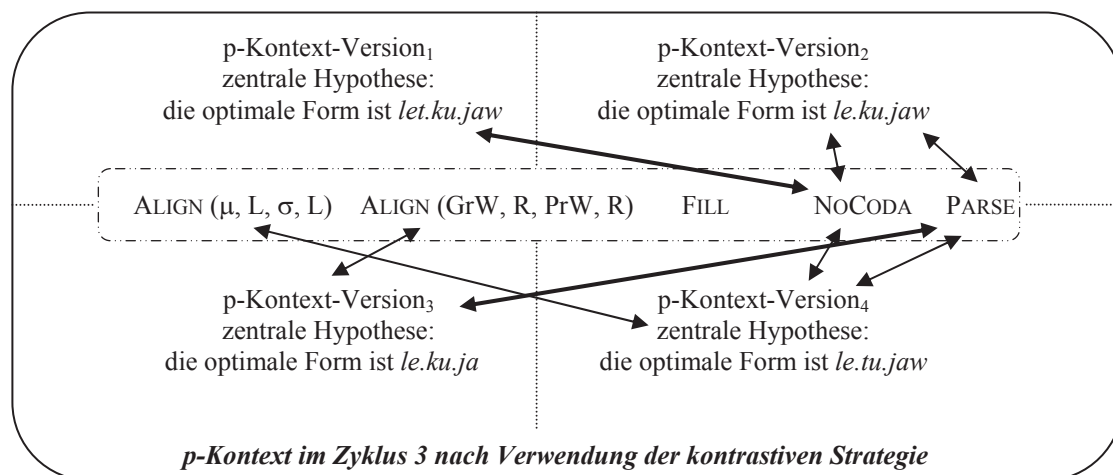 p-Kontext-Version₁
zentrale Hypothese:
die optimale Form ist let.ku.jaw
p-Kontext-Version₂
zentrale Hypothese:
die optimale Form ist le.ku.jaw
ALIGN (μ, L, σ, L) ALIGN (GrW, R, PrW, R) FILL NOCODA PARSE
p-Kontext-Version₃
zentrale Hypothese:
die optimale Form ist le.ku.ja
p-Kontext-Version₄
zentrale Hypothese:
die optimale Form ist le.tu.jaw
p-Kontext im Zyklus 3 nach Verwendung der kontrastiven Strategie